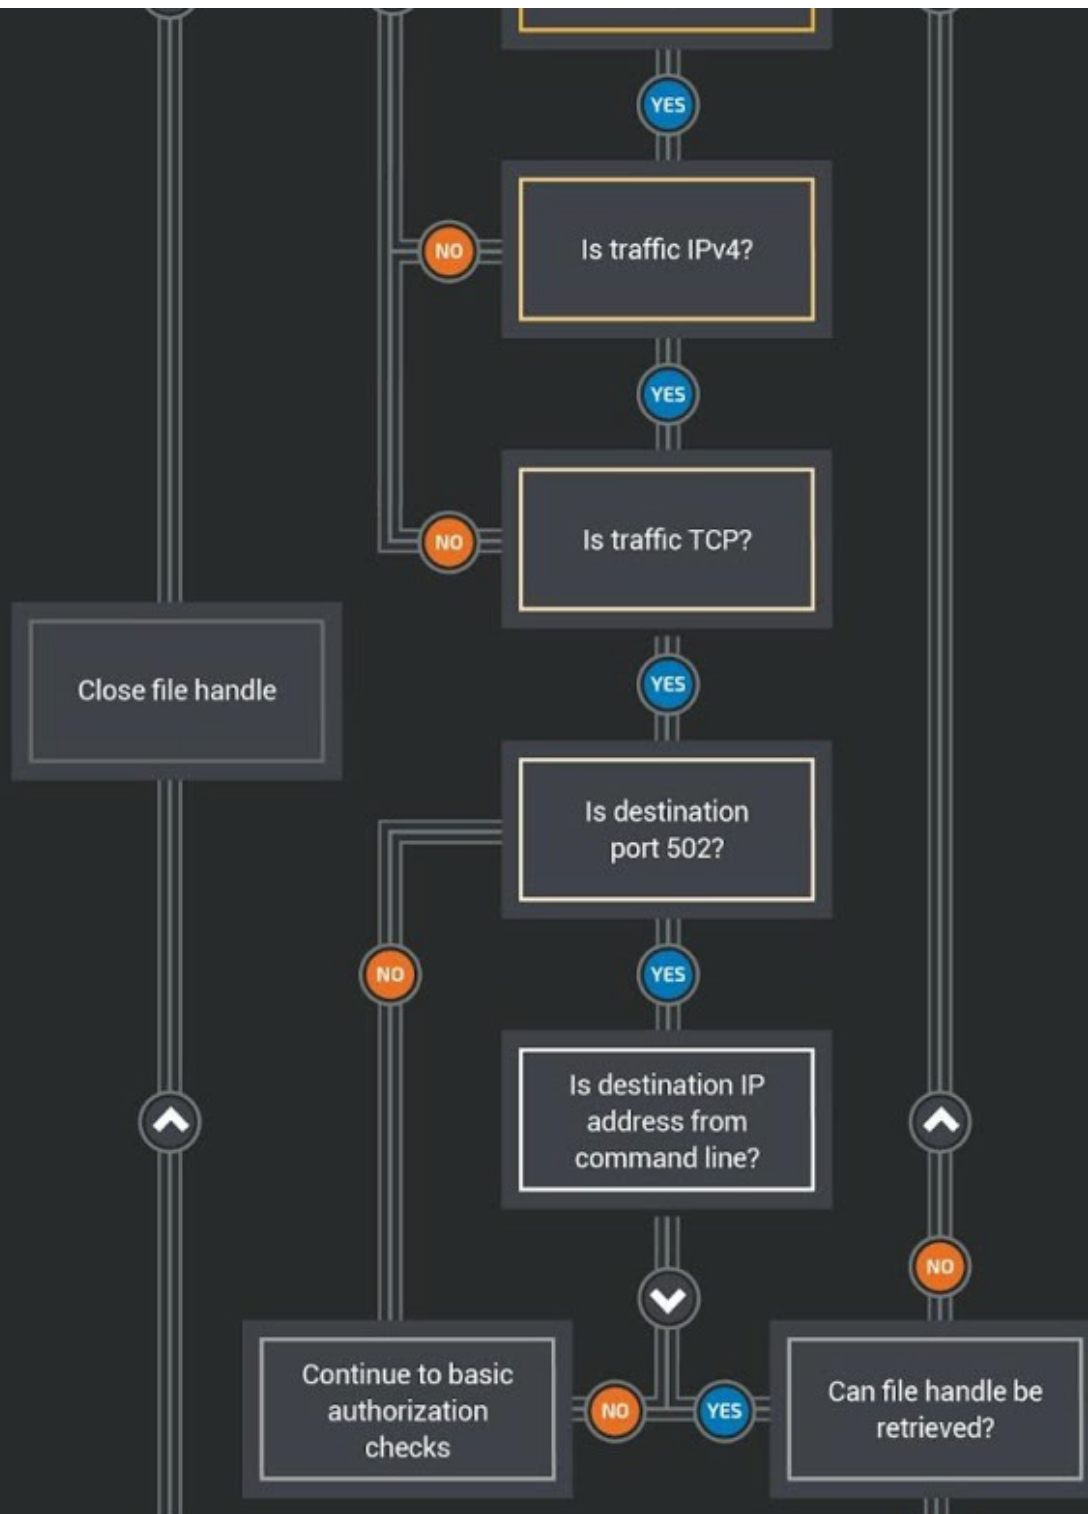 YES
Is traffic IPv4?
NO
YES
Is traffic TCP?
NO
YES
Close file handle
Is destination
port 502?
NO
YES
Is destination IP
address from
command line?
NO
Continue to basic
authorization
checks
NO
YES
Can file handle be
retrieved?